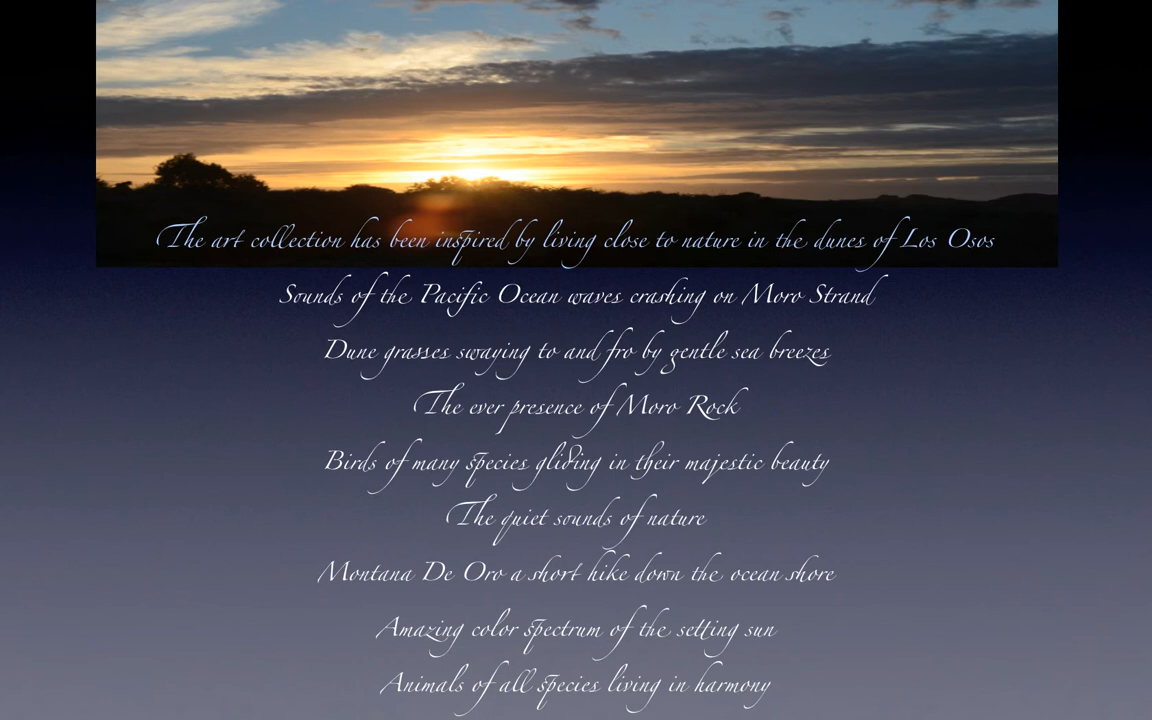 The art collection has been inspired by living close to nature in the dunes of Los Osos
Sounds of the Pacific Ocean waves crashing on Moro Strand
Dune grasses swaying to and fro by gentle sea breezes
The ever presence of Moro Rock
Birds of many species gliding in their majestic beauty
The quiet sounds of nature
Montana De Oro a short hike down the ocean shore
Amazing color spectrum of the setting sun
Animals of all species living in harmony